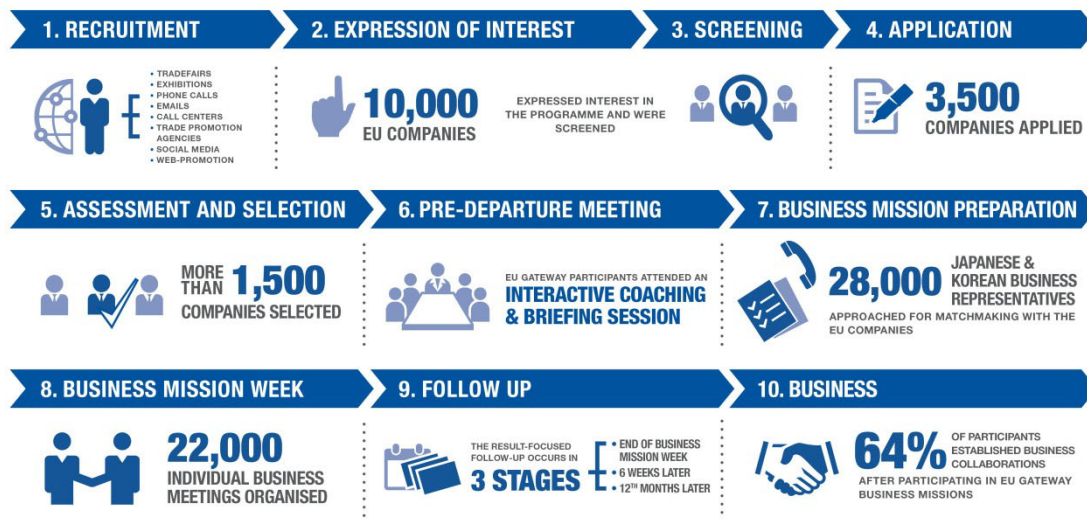 1. RECRUITMENT
2. EXPRESSION OF INTEREST
3. SCREENING
4. APPLICATION
• TRADEFAIRS
• EXHIBITIONS
• PHONE CALLS
• EMAILS
• CALL CENTERS
• TRADE PROMOTION
AGENCIES
• SOCIAL MEDIA
• WEB-PROMOTION
10,000
EU COMPANIES
EXPRESSED INTEREST IN
THE PROGRAMME AND WERE
SCREENED
3,500
COMPANIES APPLIED
5. ASSESSMENT AND SELECTION
6. PRE-DEPARTURE MEETING
7. BUSINESS MISSION PREPARATION
MORE
THAN 1,500
COMPANIES SELECTED
EU GATEWAY PARTICIPANTS ATTENDED AN
INTERACTIVE COACHING
& BRIEFING SESSION
28,000
JAPANESE &
KOREAN BUSINESS
REPRESENTATIVES
APPROACHED FOR MATCHMAKING WITH THE
EU COMPANIES
8. BUSINESS MISSION WEEK
9. FOLLOW UP
10. BUSINESS
22,000
INDIVIDUAL BUSINESS
MEETINGS ORGANISED
THE RESULT-FOCUSED
FOLLOW-UP OCCURS IN
3 STAGES
• END OF BUSINESS
MISSION WEEK
• 6 WEEKS LATER
• 12TH MONTHS LATER
64%
OF PARTICIPANTS
ESTABLISHED BUSINESS
COLLABORATIONS
AFTER PARTICIPATING IN EU GATEWAY
BUSINESS MISSIONS